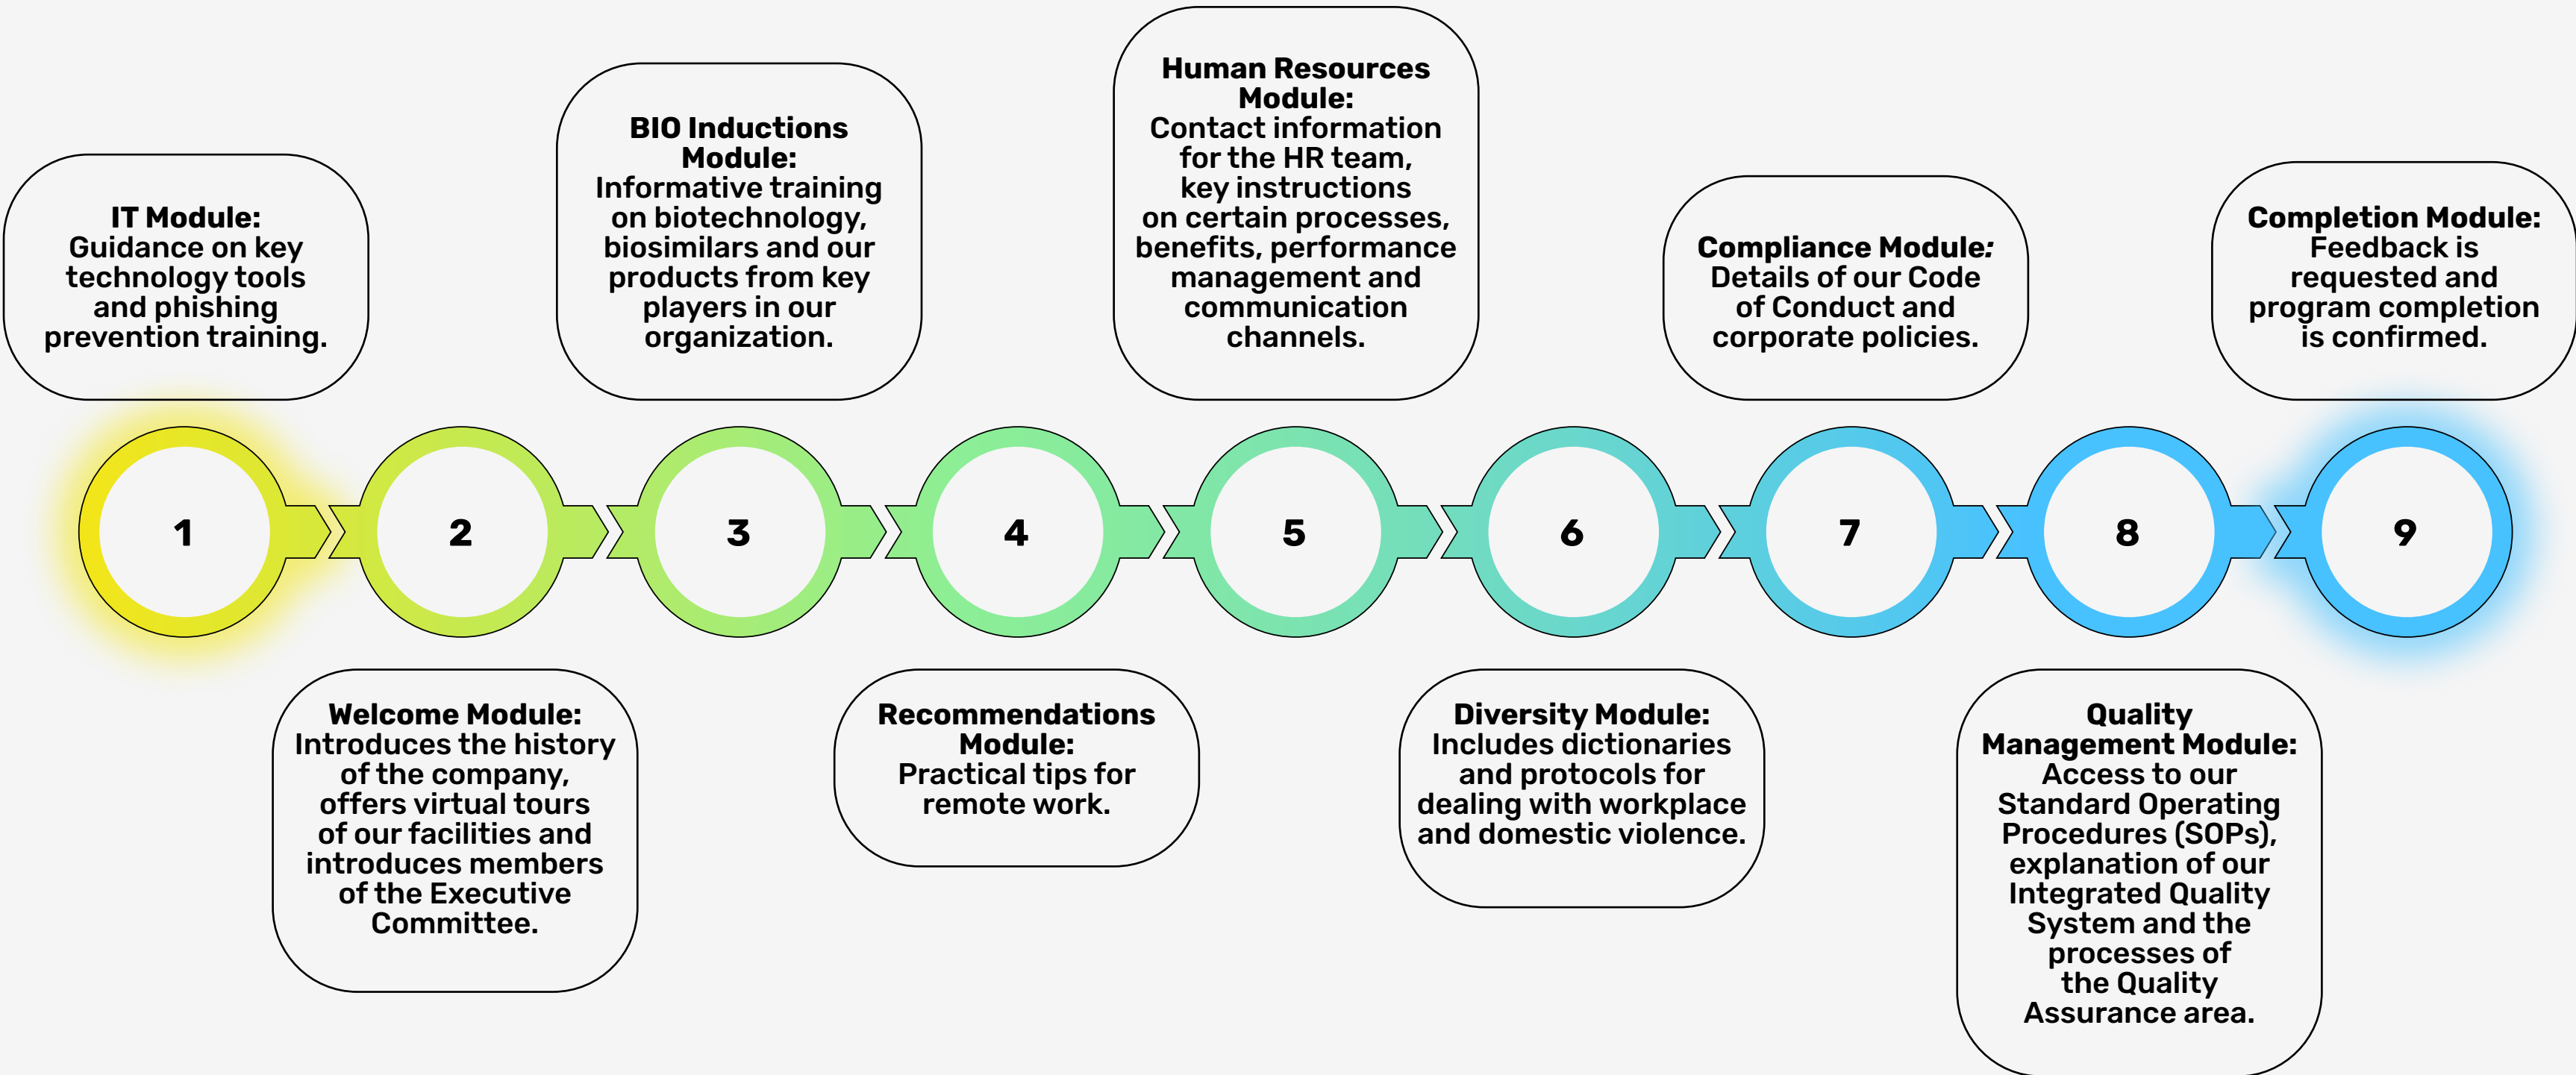 IT Module:
Guidance on key
technology tools
and phishing
prevention training.
BIO Inductions
Module:
Informative training
on biotechnology,
biosimilars and our
products from key
players in our
organization.
Human Resources
Module:
Contact information
for the HR team,
key instructions
on certain processes,
benefits, performance
management and
communication
channels.
Compliance Module:
Details of our Code
of Conduct and
corporate policies.
Completion Module:
Feedback is
requested and
program completion
is confirmed.
1
2
3
4
5
6
7
8
9
Welcome Module:
Introduces the history
of the company,
offers virtual tours
of our facilities and
introduces members
of the Executive
Committee.
Recommendations
Module:
Practical tips for
remote work.
Diversity Module:
Includes dictionaries
and protocols for
dealing with workplace
and domestic violence.
Quality
Management Module:
Access to our
Standard Operating
Procedures (SOPs),
explanation of our
Integrated Quality
System and the
processes of
the Quality
Assurance area.